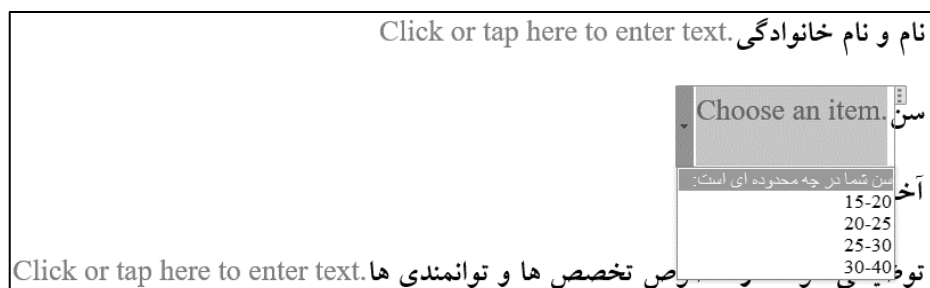 نام و نام خانوادگی.Click or tap here to enter text
سن Choose an item.
سن شما در چه محدوده ای است:
15-20
20-25
25-30
30-40
تخصص ها و توانمندی ها.Click or tap here to enter text